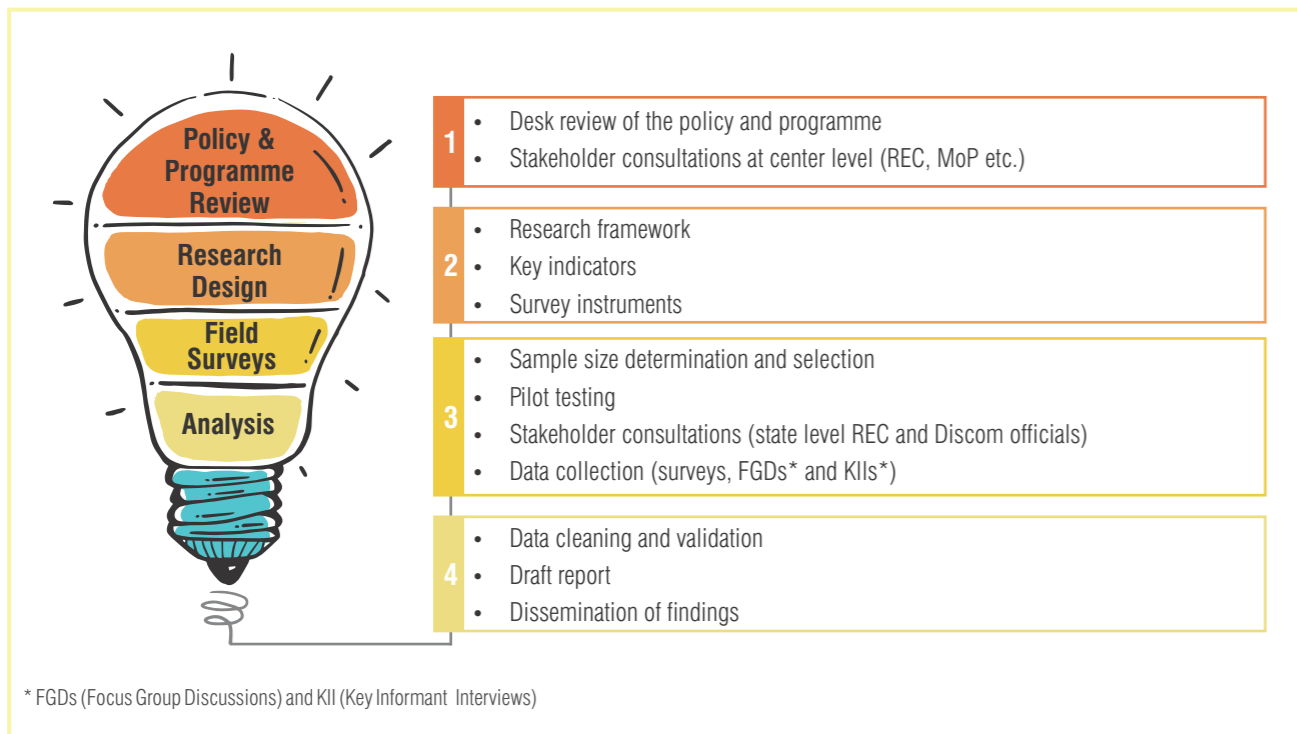 Policy &
Programme
Review
Research
Design
Field
Surveys
Analysis
1
• Desk review of the policy and programme
• Stakeholder consultations at center level (REC, MoP etc.)
2
• Research framework
• Key indicators
• Survey instruments
3
• Sample size determination and selection
• Pilot testing
• Stakeholder consultations (state level REC and Discom officials)
• Data collection (surveys, FGDs* and KIIs*)
4
• Data cleaning and validation
• Draft report
• Dissemination of findings
* FGDs (Focus Group Discussions) and KII (Key Informant Interviews)